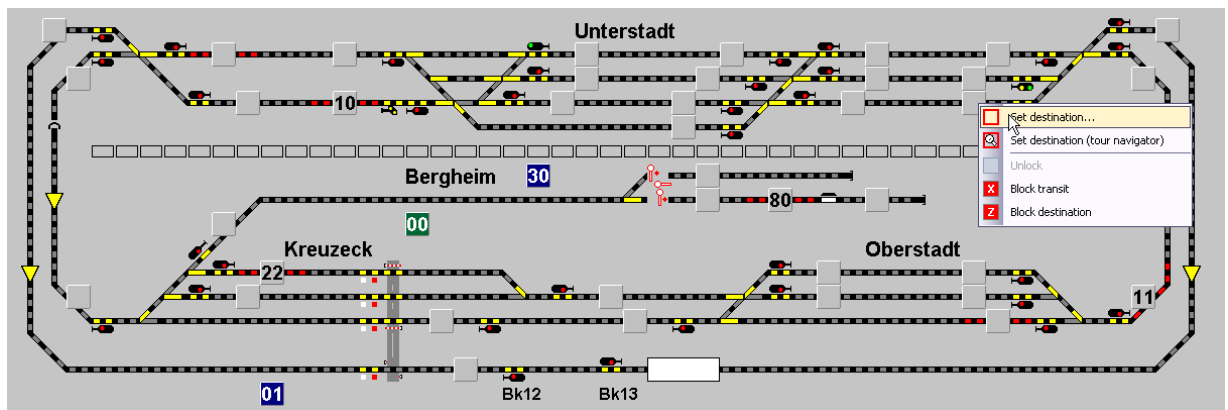 Unterstadt
10
Set destination...
Set destination (tour navigator)
Unlock
X Block transit
Z Block destination
Bergheim
30
80
00
Kreuzeck
Oberstadt
22
11
01
Bk12
Bk13